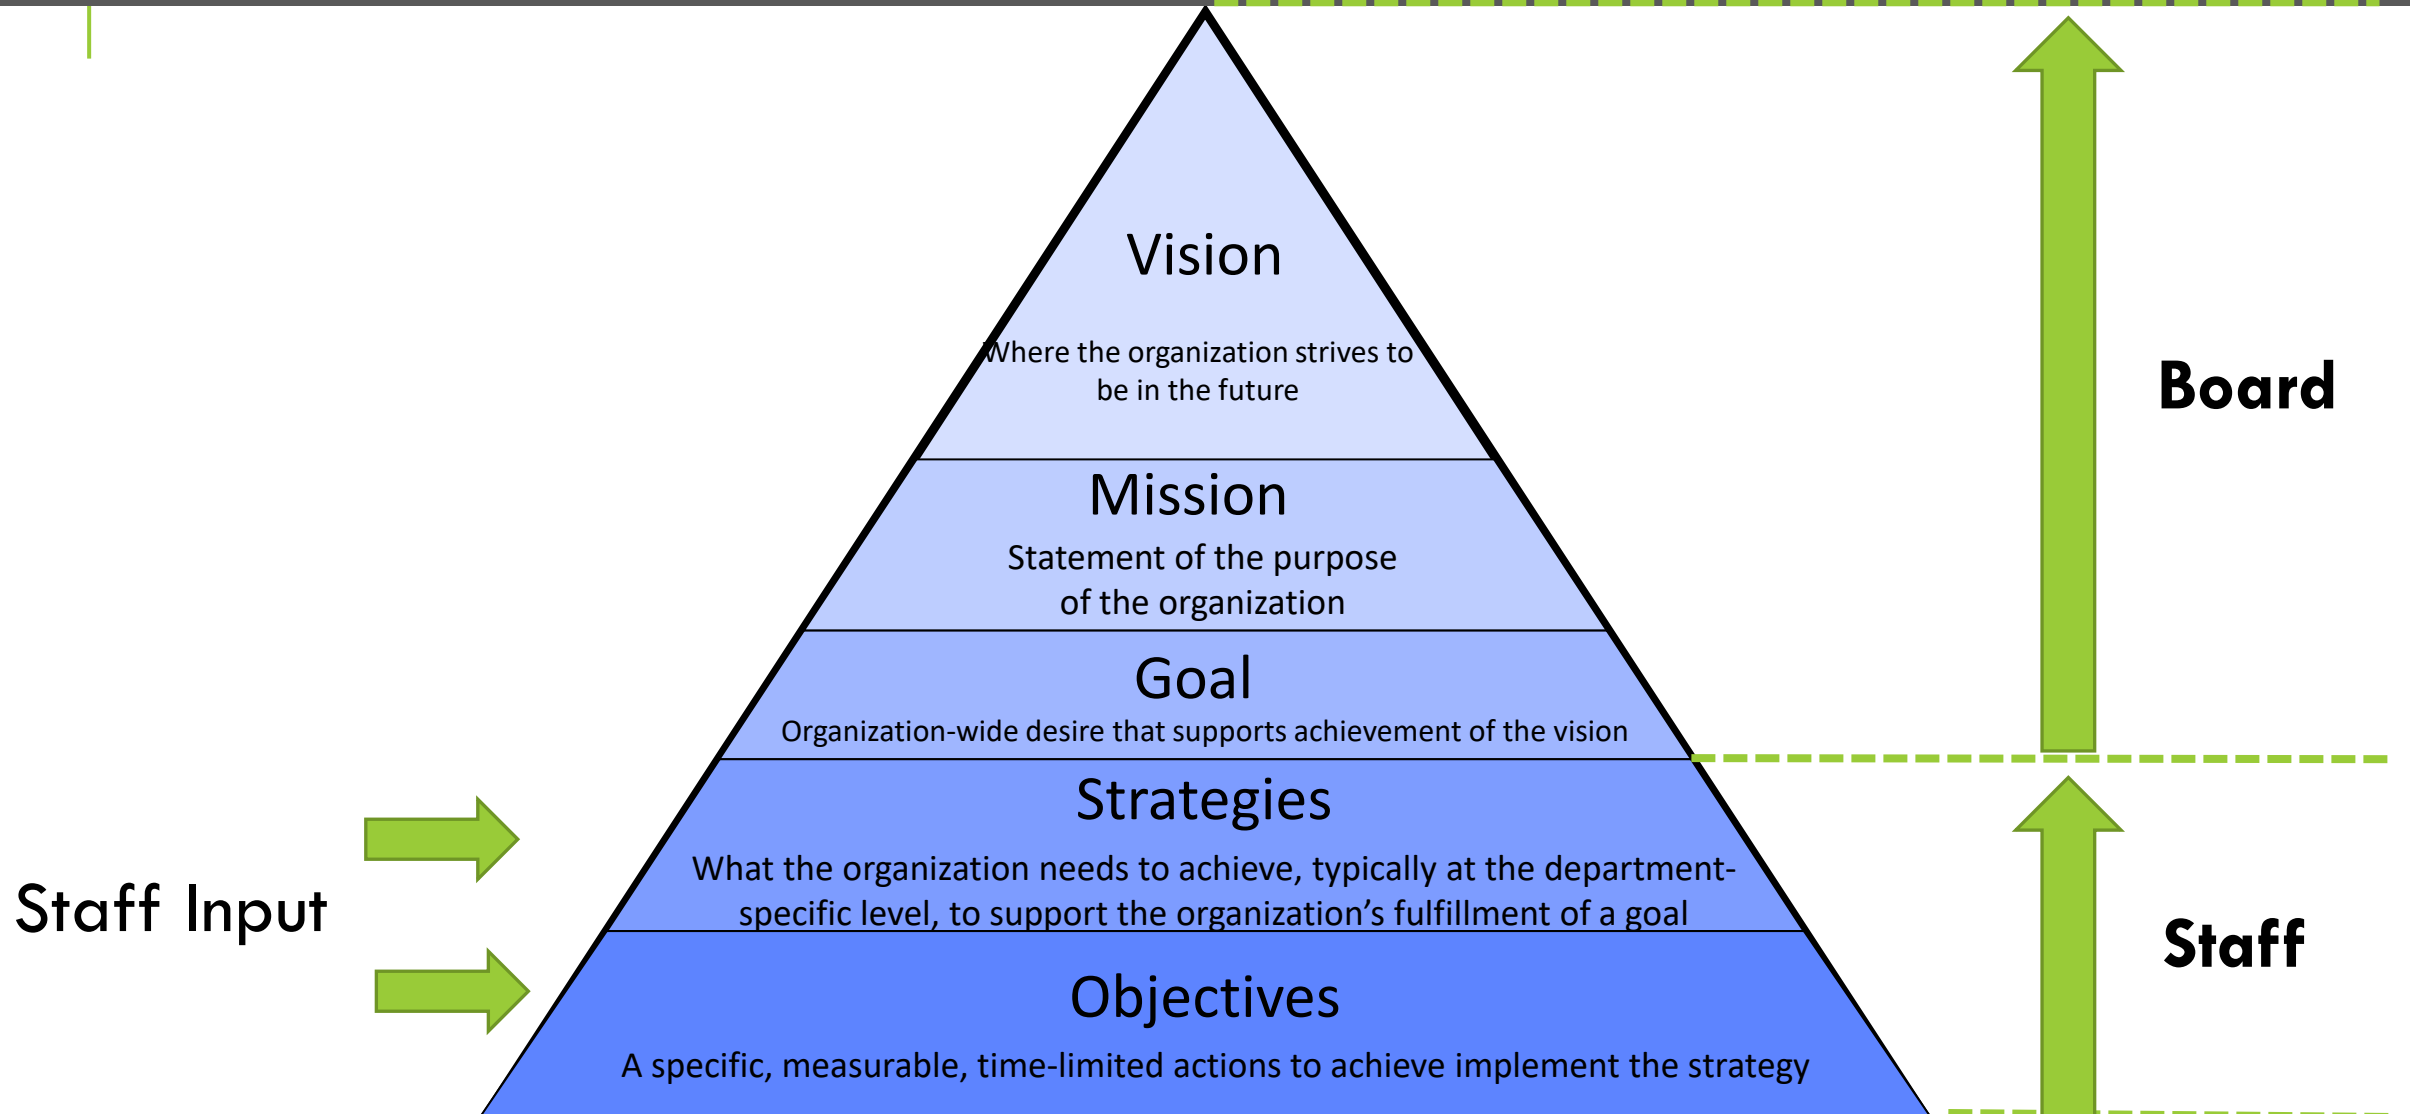 Vision
Where the organization strives to
be in the future
Board
Mission
Statement of the purpose
of the organization
Goal
Organization-wide desire that supports achievement of the vision
Strategies
What the organization needs to achieve, typically at the department-
specific level, to support the organization’s fulfillment of a goal
Staff Input
Staff
Objectives
A specific, measurable, time-limited actions to achieve implement the strategy